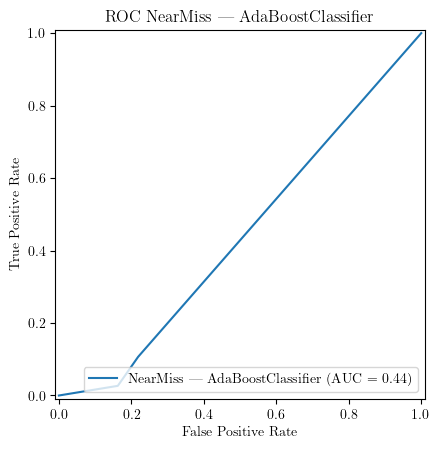 ROC NearMiss — AdaBoostClassifier
1.0
0.8
0.6
0.4
0.2
0.0
True Positive Rate
NearMiss — AdaBoostClassifier (AUC = 0.44)
0.0 0.2 0.4 0.6 0.8 1.0
False Positive Rate